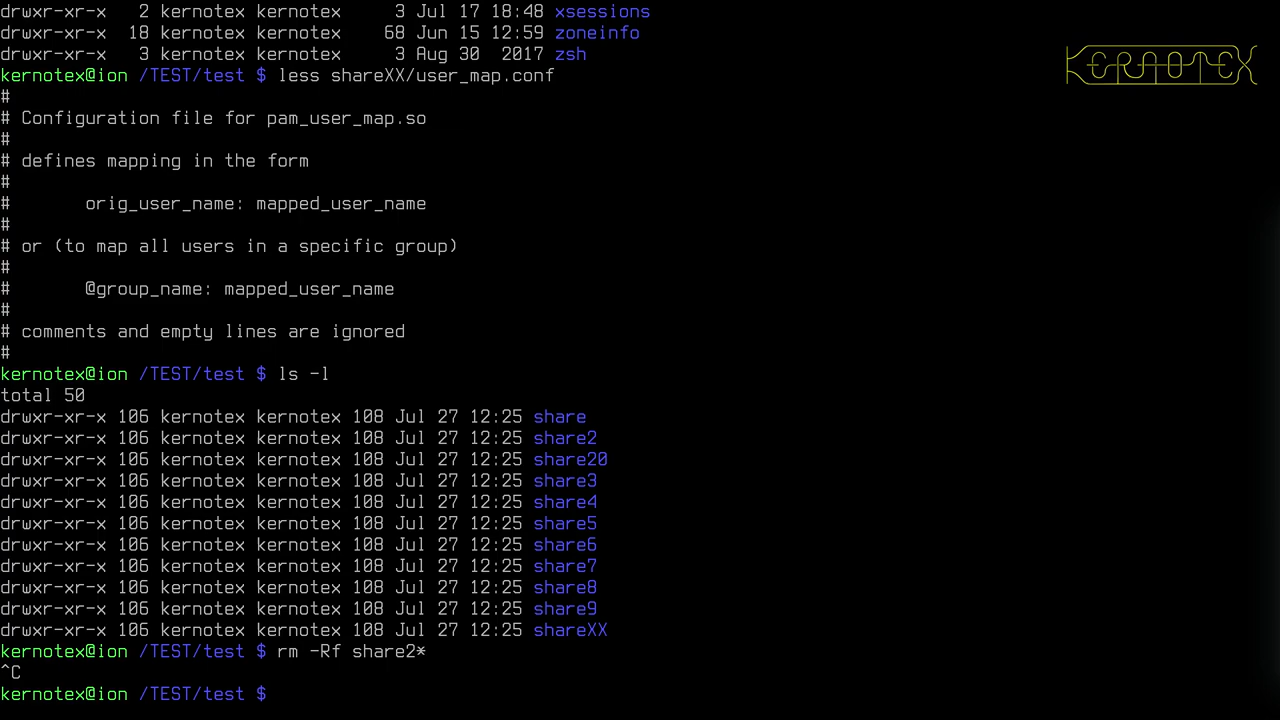 drwxr-xr-x   2 kernotex kernotex     3 Jul 17 18:48 xsessions
drwxr-xr-x  18 kernotex kernotex    68 Jun 15 12:59 zoneinfo
drwxr-xr-x   3 kernotex kernotex     3 Aug 30  2017 zsh
KERNOTEX
kernotex@ion /TEST/test $ less shareXX/user_map.conf
#
# Configuration file for pam_user_map.so
#
# defines mapping in the form
#
#       orig_user_name: mapped_user_name
#
# or (to map all users in a specific group)
#
#       @group_name: mapped_user_name
#
# comments and empty lines are ignored
#
kernotex@ion /TEST/test $ ls -l
total 50
drwxr-xr-x 106 kernotex kernotex 108 Jul 27 12:25 share
drwxr-xr-x 106 kernotex kernotex 108 Jul 27 12:25 share2
drwxr-xr-x 106 kernotex kernotex 108 Jul 27 12:25 share20
drwxr-xr-x 106 kernotex kernotex 108 Jul 27 12:25 share3
drwxr-xr-x 106 kernotex kernotex 108 Jul 27 12:25 share4
drwxr-xr-x 106 kernotex kernotex 108 Jul 27 12:25 share5
drwxr-xr-x 106 kernotex kernotex 108 Jul 27 12:25 share6
drwxr-xr-x 106 kernotex kernotex 108 Jul 27 12:25 share7
drwxr-xr-x 106 kernotex kernotex 108 Jul 27 12:25 share8
drwxr-xr-x 106 kernotex kernotex 108 Jul 27 12:25 share9
drwxr-xr-x 106 kernotex kernotex 108 Jul 27 12:25 shareXX
kernotex@ion /TEST/test $ rm -Rf share2*
^C
kernotex@ion /TEST/test $